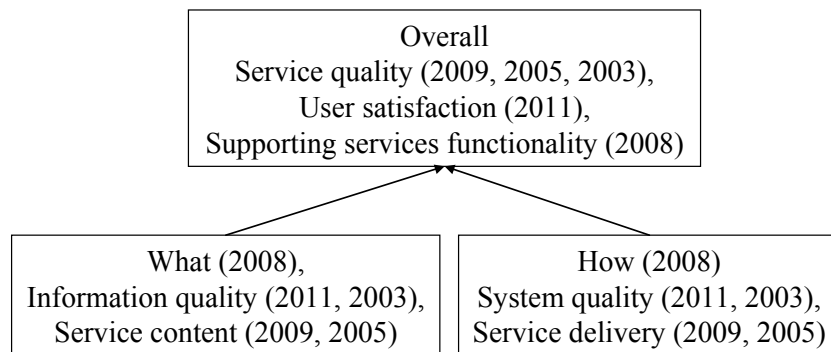 Overall
Service quality (2009, 2005, 2003),
User satisfaction (2011),
Supporting services functionality (2008)
What (2008),
Information quality (2011, 2003),
Service content (2009, 2005)
How (2008)
System quality (2011, 2003),
Service delivery (2009, 2005)